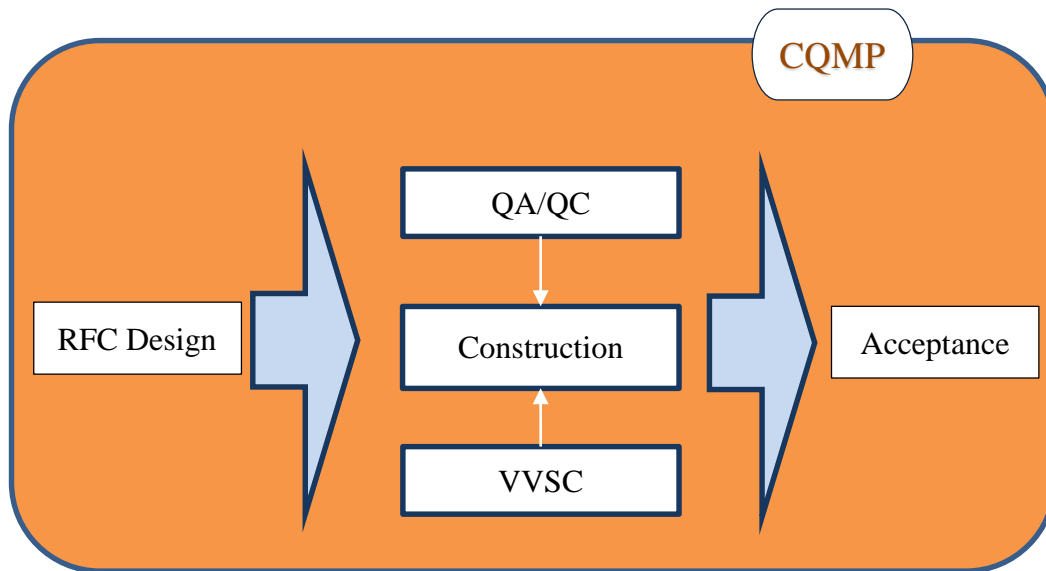 CQMP
QA/QC
RFC Design
Construction
Acceptance
VVSC